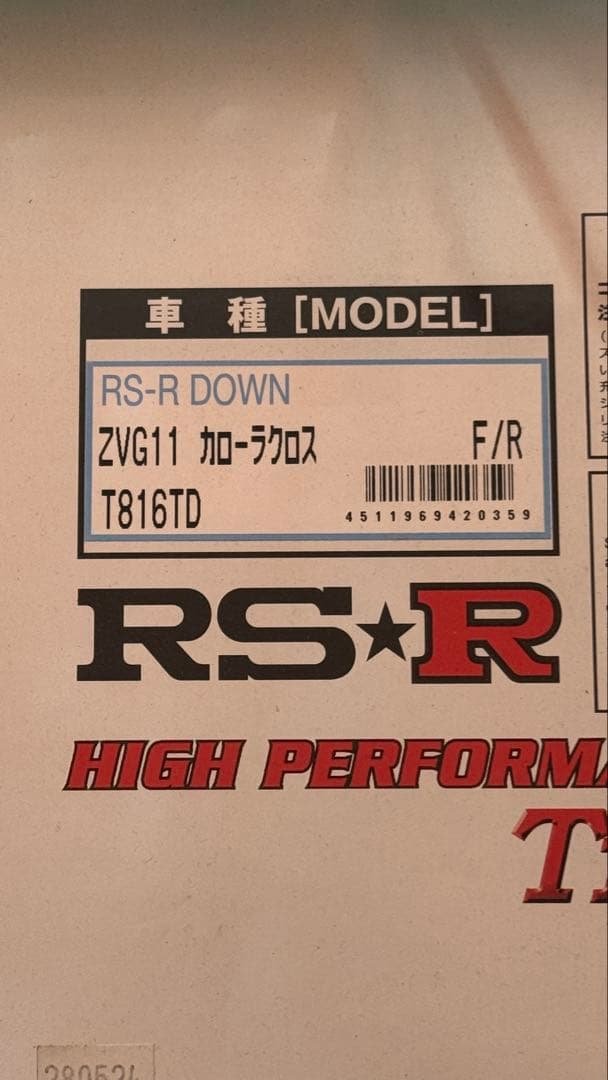 車 種 [MODEL]
RS-R DOWN
ZVG11 カローラクロス F/R
T816TD
4511969420359
RS★R
HIGH PERFORMA